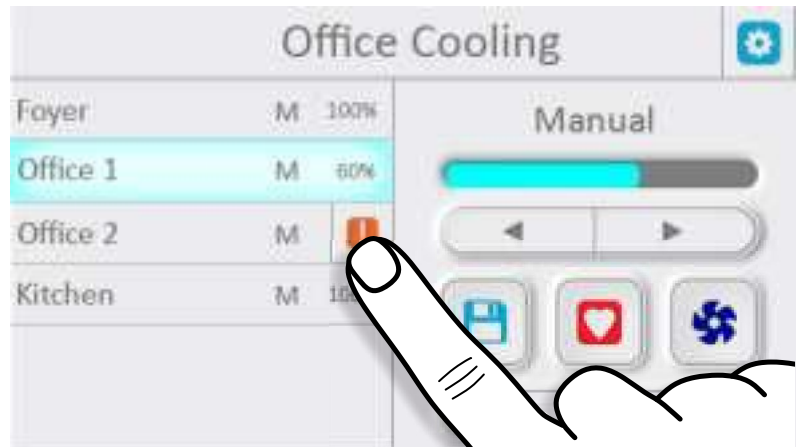 Office Cooling
Foyer M 100%
Office 1 M 60%
Office 2 M
Kitchen M
Manual